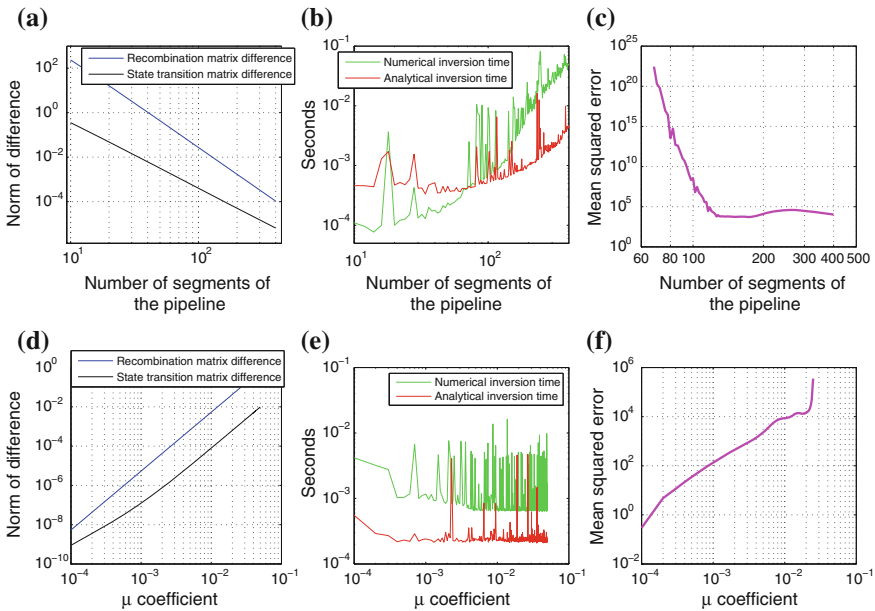 (a)
Recombination matrix difference
State transition matrix difference
Norm of difference
10^2
10^0
10^-2
10^-4
10^1
10^2
Number of segments of
the pipeline
(b)
Numerical inversion time
Analytical inversion time
Seconds
10^-1
10^-2
10^-3
10^-4
10^1
10^2
Number of segments of
the pipeline
(c)
Mean squared error
10^25
10^20
10^15
10^10
10^5
10^0
60
80
100
200
300
400
500
Number of segments of
the pipeline
(d)
Recombination matrix difference
State transition matrix difference
Norm of difference
10^0
10^-2
10^-4
10^-6
10^-8
10^-10
10^-4
10^-3
10^-2
10^-1
μ coefficient
(e)
Numerical inversion time
Analytical inversion time
Seconds
10^-1
10^-2
10^-3
10^-4
10^-4
10^-3
10^-2
10^-1
μ coefficient
(f)
Mean squared error
10^6
10^4
10^2
10^0
10^-2
10^-4
10^-3
10^-2
10^-1
μ coefficient